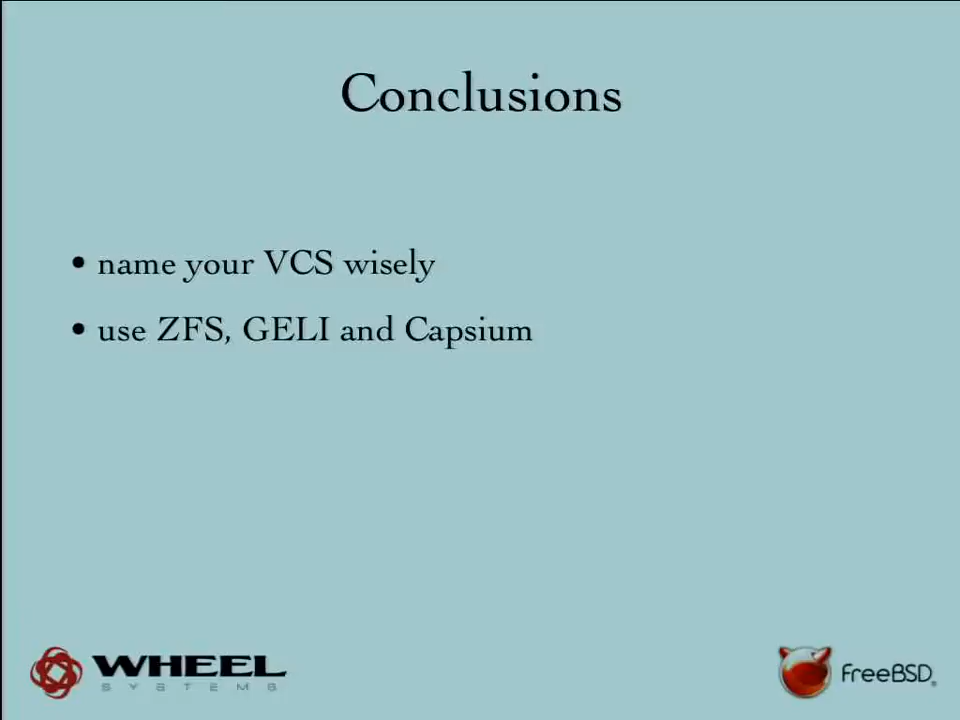 Conclusions
• name your VCS wisely
• use ZFS, GELI and Capsium
WHEEL
SYSTEMS
FreeBSD®